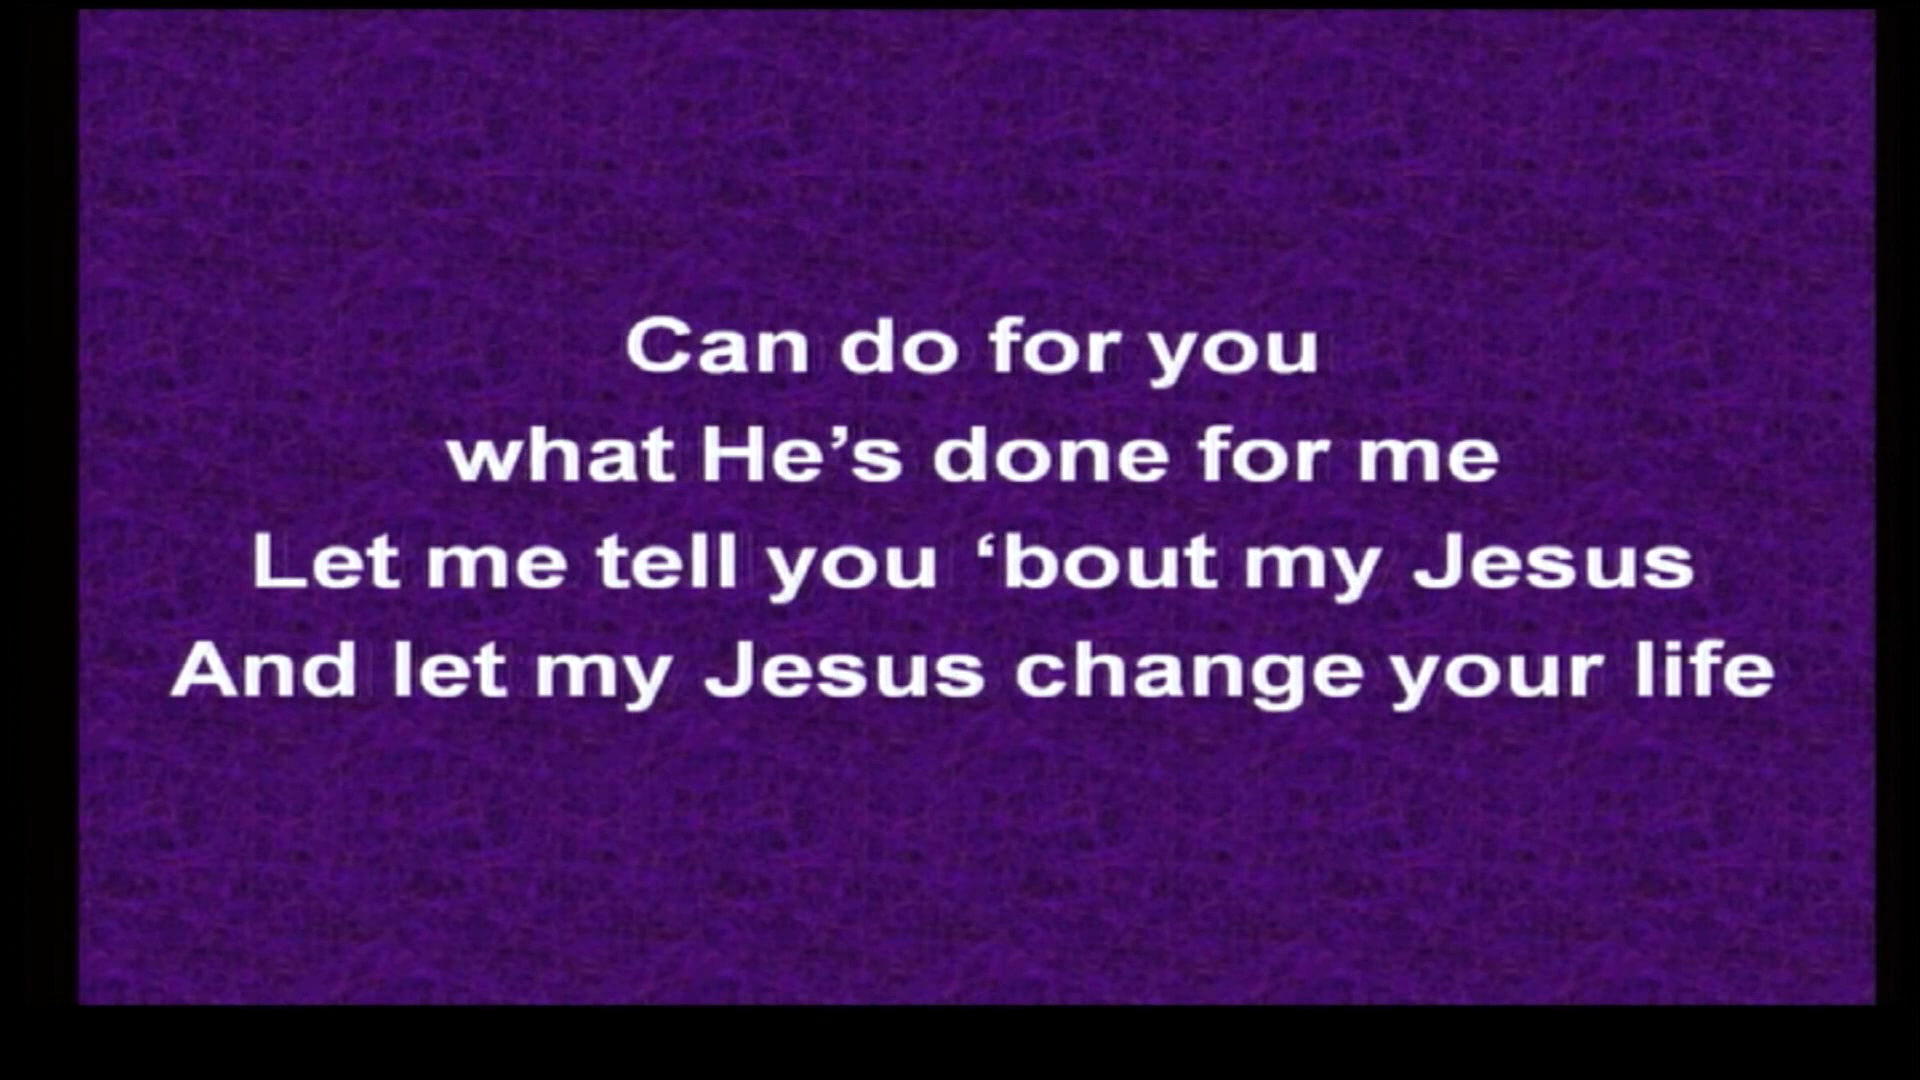 Can do for you
what He’s done for me
Let me tell you ‘bout my Jesus
And let my Jesus change your life